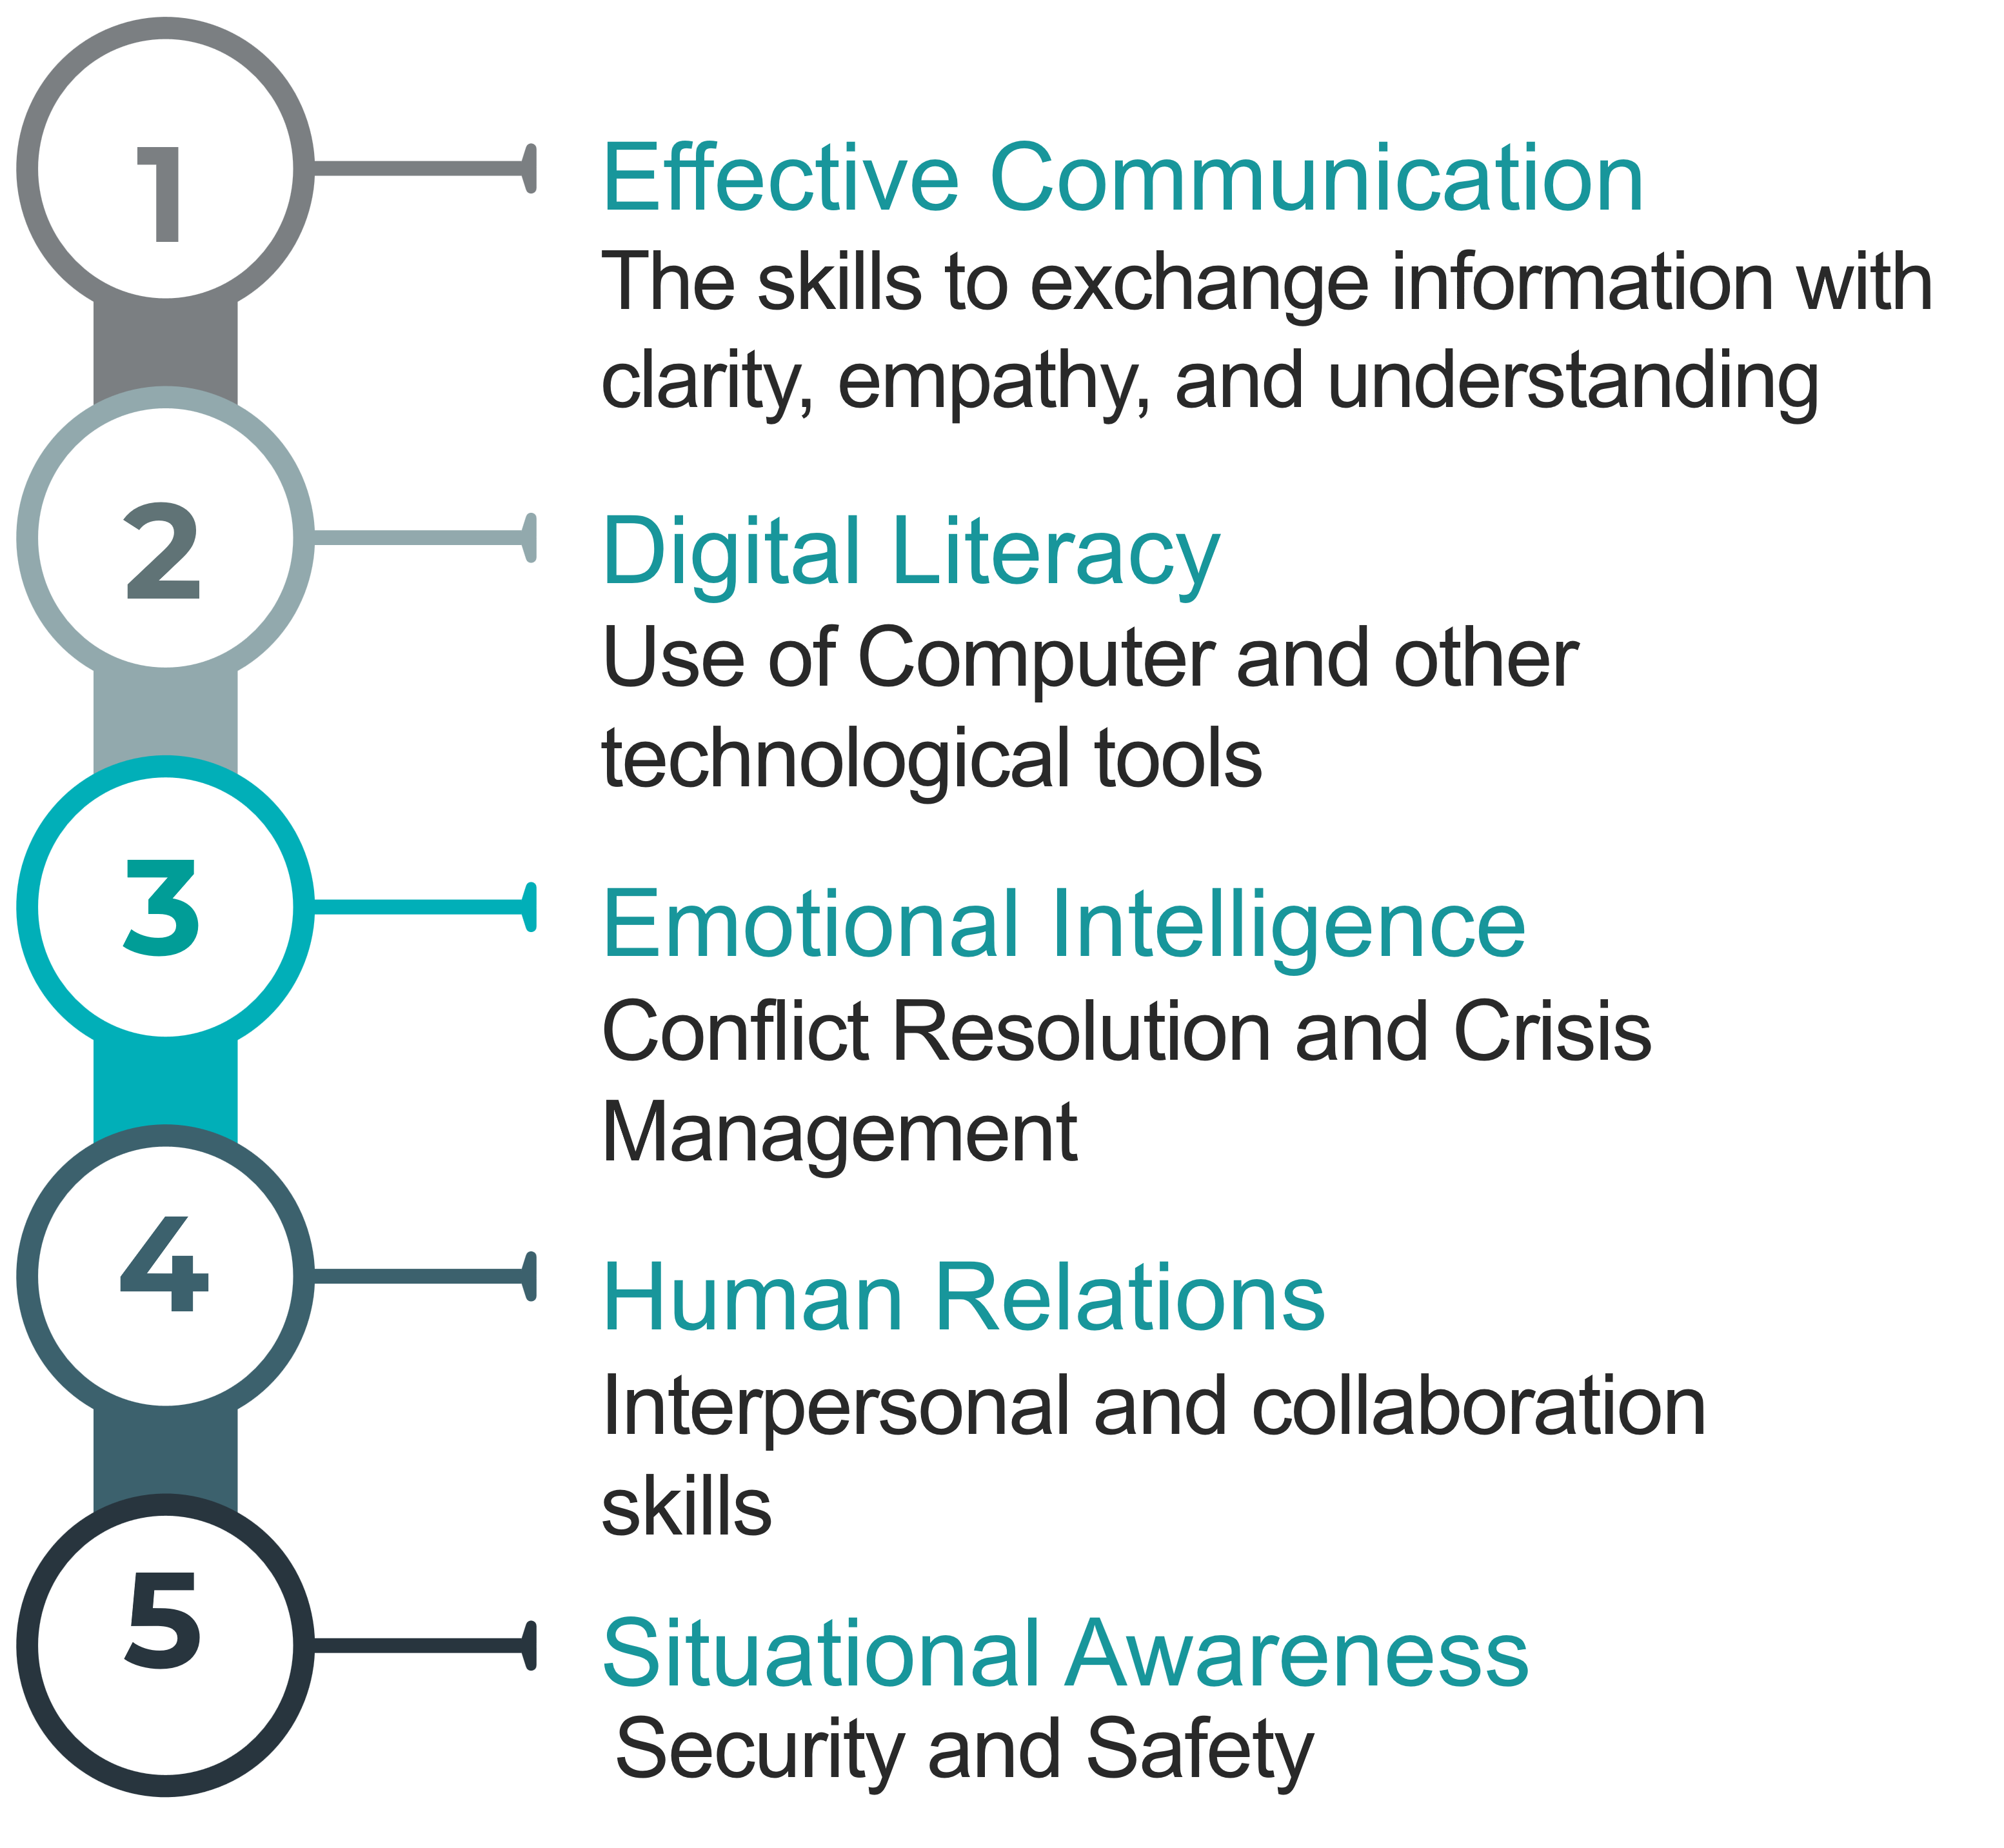 1
Effective Communication
The skills to exchange information with
clarity, empathy, and understanding
2
Digital Literacy
Use of Computer and other
technological tools
3
Emotional Intelligence
Conflict Resolution and Crisis
Management
4
Human Relations
Interpersonal and collaboration
skills
5
Situational Awareness
Security and Safety